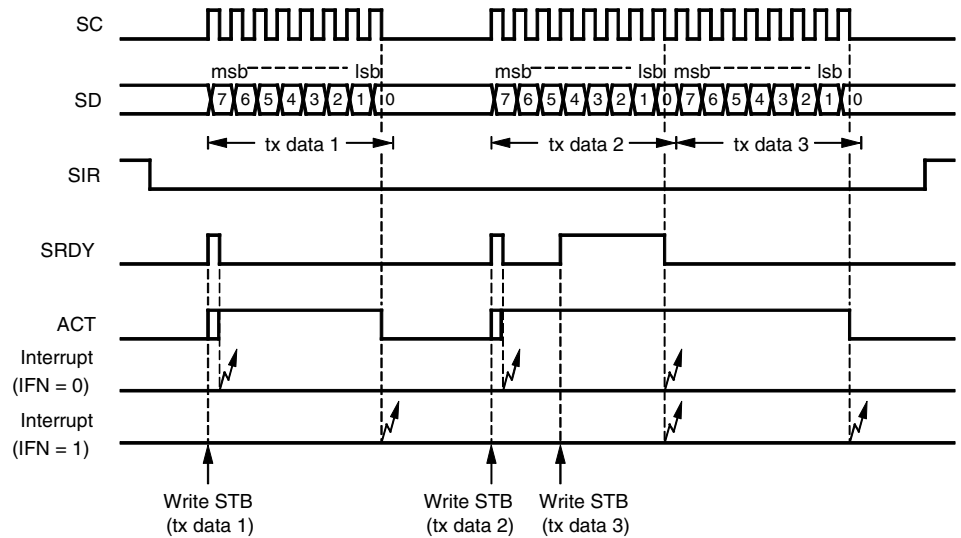 SC
msb lsb msb lsb msb lsb
SD 7 6 5 4 3 2 1 0 7 6 5 4 3 2 1 0 7 6 5 4 3 2 1 0
tx data 1 tx data 2 tx data 3
SIR
SRDY
ACT
Interrupt
(IFN = 0)
Interrupt
(IFN = 1)
Write STB
(tx data 1)
Write STB
(tx data 2)
Write STB
(tx data 3)